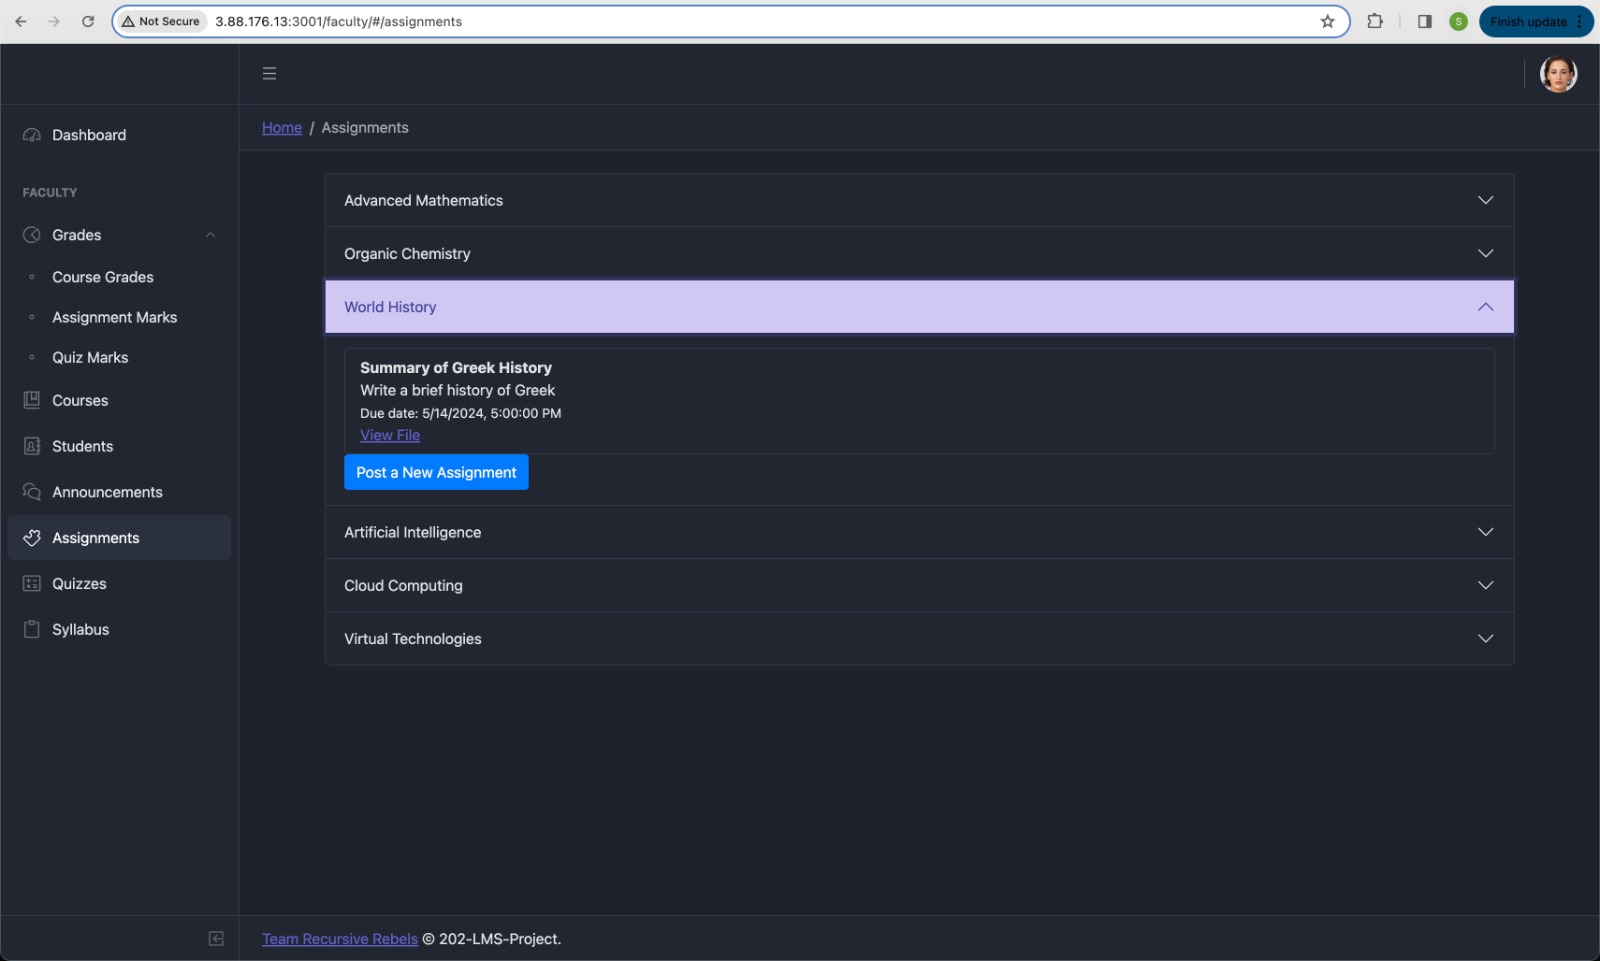 Not Secure 3.88.176.13:3001/faculty/#/assignments S Finish update
Home / Assignments
Dashboard
FACULTY
Grades
Course Grades
Assignment Marks
Quiz Marks
Courses
Students
Announcements
Assignments
Quizzes
Syllabus
Advanced Mathematics
Organic Chemistry
World History
Summary of Greek History
Write a brief history of Greek
Due date: 5/14/2024, 5:00:00 PM
View File
Post a New Assignment
Artificial Intelligence
Cloud Computing
Virtual Technologies
Team Recursive Rebels © 202-LMS-Project.